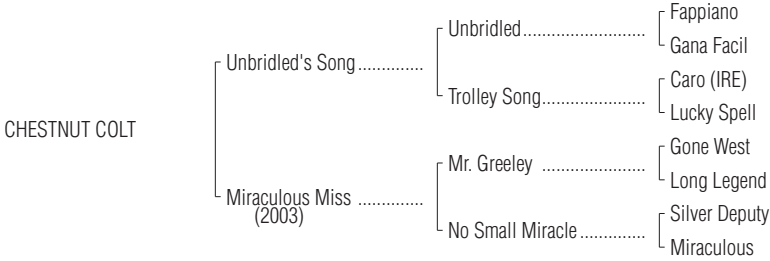 Fappiano
Unbridled..........................
Gana Facil
Unbridled's Song..............
Caro (IRE)
Trolley Song......................
Lucky Spell
CHESTNUT COLT
Gone West
Mr. Greeley ......................
Long Legend
Miraculous Miss ..............
(2003)
Silver Deputy
No Small Miracle..............
Miraculous